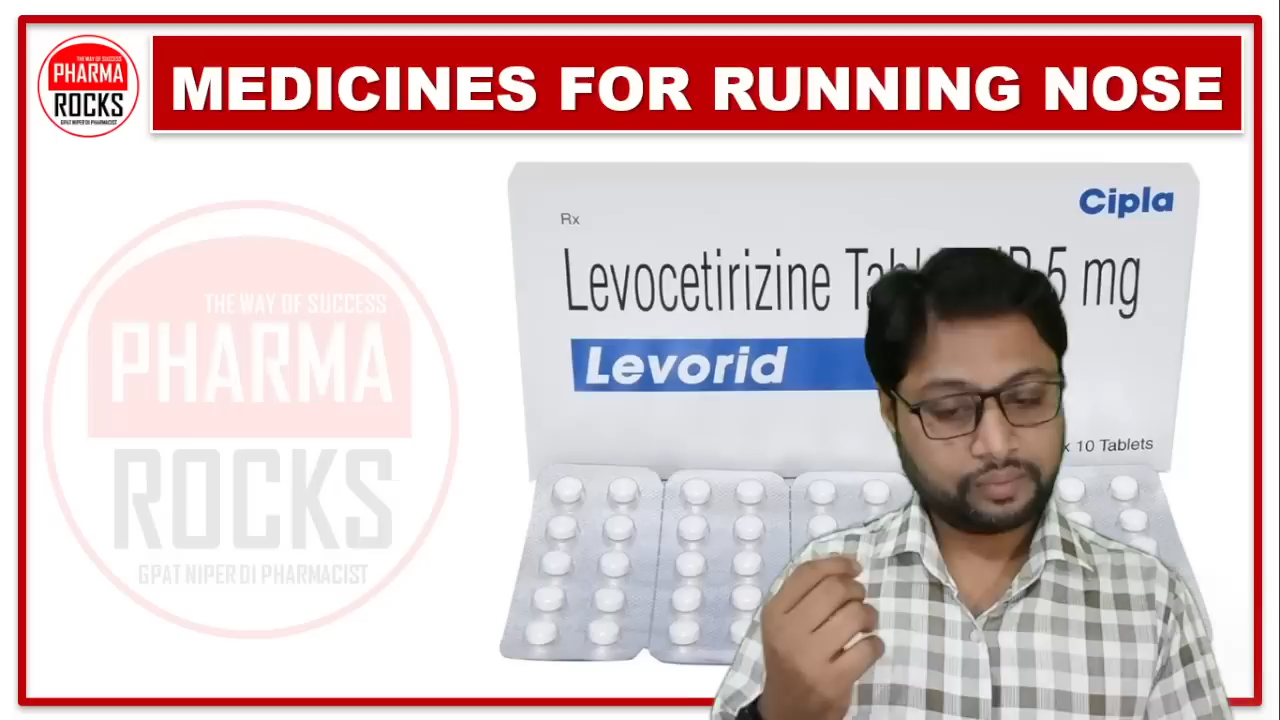 THE WAY OF SUCCESS
PHARMA
ROCKS
GPAT NIPER DI PHARMACIST
MEDICINES FOR RUNNING NOSE
Rx
Cipla
Levocetirizine 5 mg
Levorid
x 10 Tablets
THE WAY OF SUCCESS
PHARMA
ROCKS
GPAT NIPER DI PHARMACIST